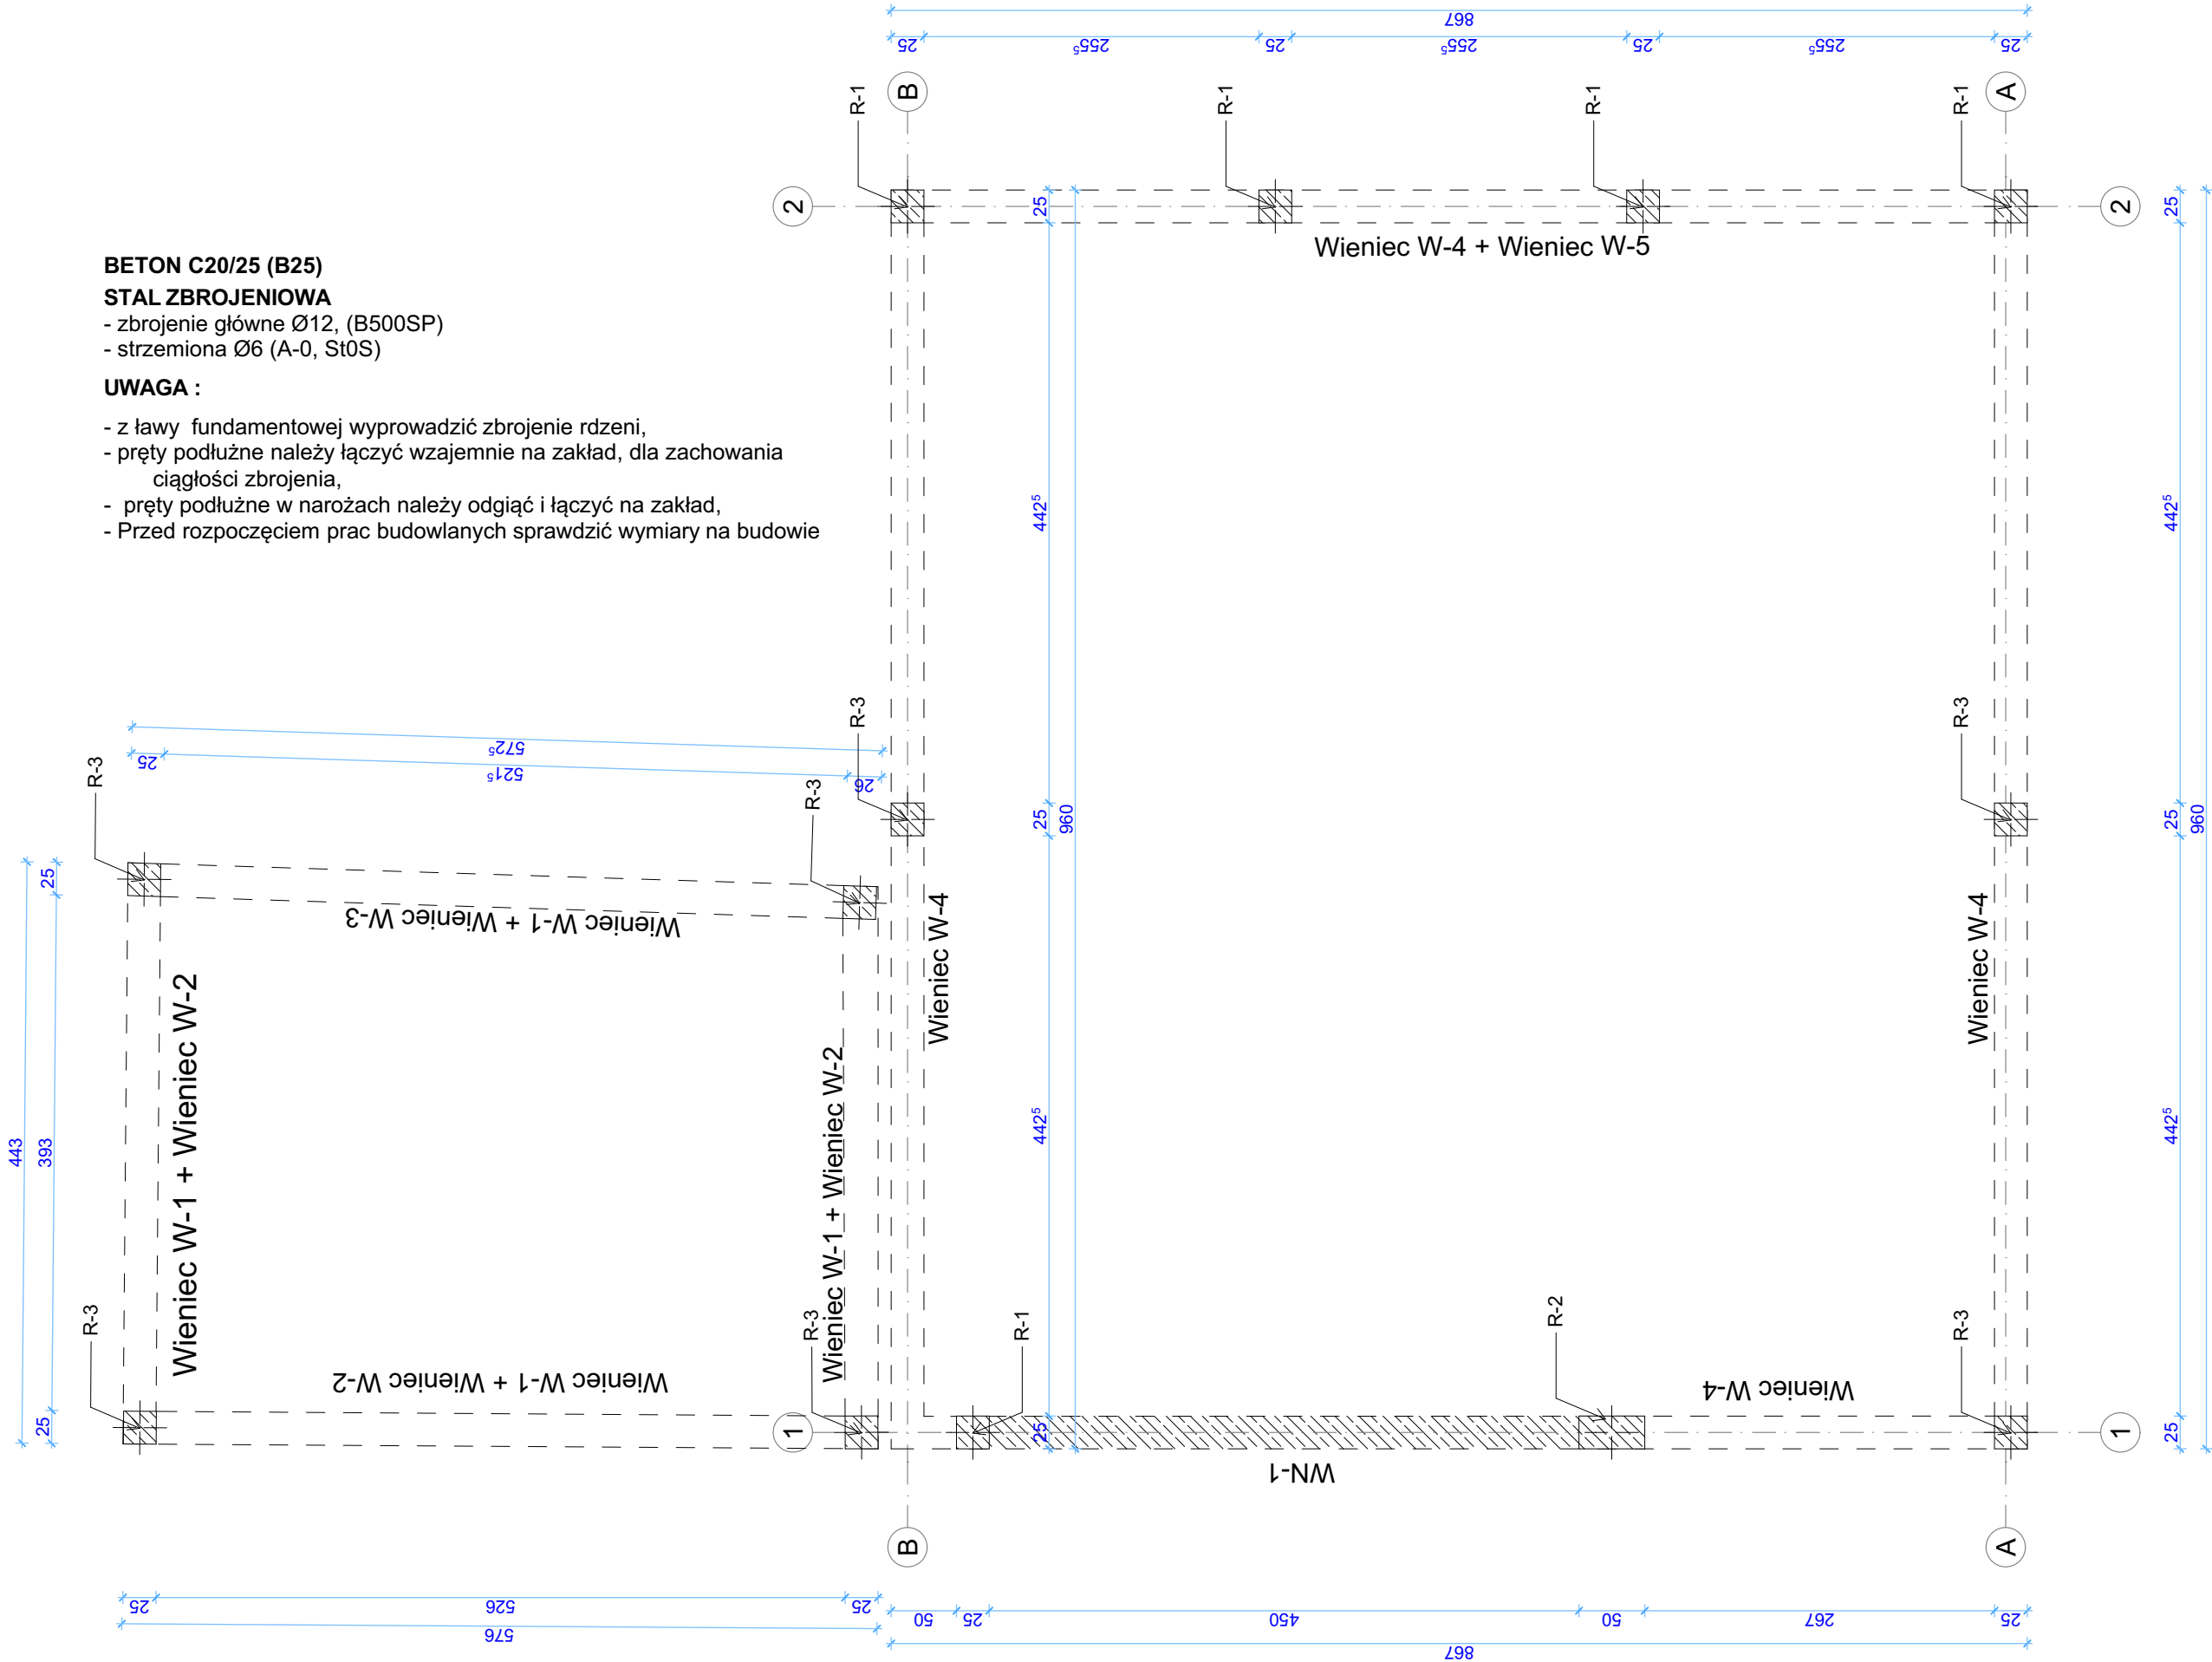 BETON C20/25 (B25)
STAL ZBROJENIOWA
- zbrojenie główne Ø12, (B500SP)
- strzemiona Ø6 (A-0, St0S)
UWAGA :
- z ławy fundamentowej wyprowadzić zbrojenie rdzeni,
- pręty podłużne należy łączyć wzajemnie na zakład, dla zachowania
ciągłości zbrojenia,
- pręty podłużne w narożach należy odgiąć i łączyć na zakład,
- Przed rozpoczęciem prac budowlanych sprawdzić wymiary na budowie
867
25
255⁵
25
255⁵
25
255⁵
25
B
A
R-1
R-1
R-1
R-1
2
2
Wieniec W-4 + Wieniec W-5
25
442⁵
25
960
442⁵
25
25
442⁵
25
960
442⁵
25
572⁵
25
521⁵
26
R-3
R-3
R-3
R-3
443
25
393
25
Wieniec W-1 + Wieniec W-3
Wieniec W-1 + Wieniec W-2
Wieniec W-1 + Wieniec W-2
Wieniec W-1 + Wieniec W-2
Wieniec W-4
Wieniec W-4
Wieniec W-4
R-3
R-3
R-1
R-2
R-3
1
1
WN-1
B
A
25
526
25
576
50
25
450
50
267
25
867